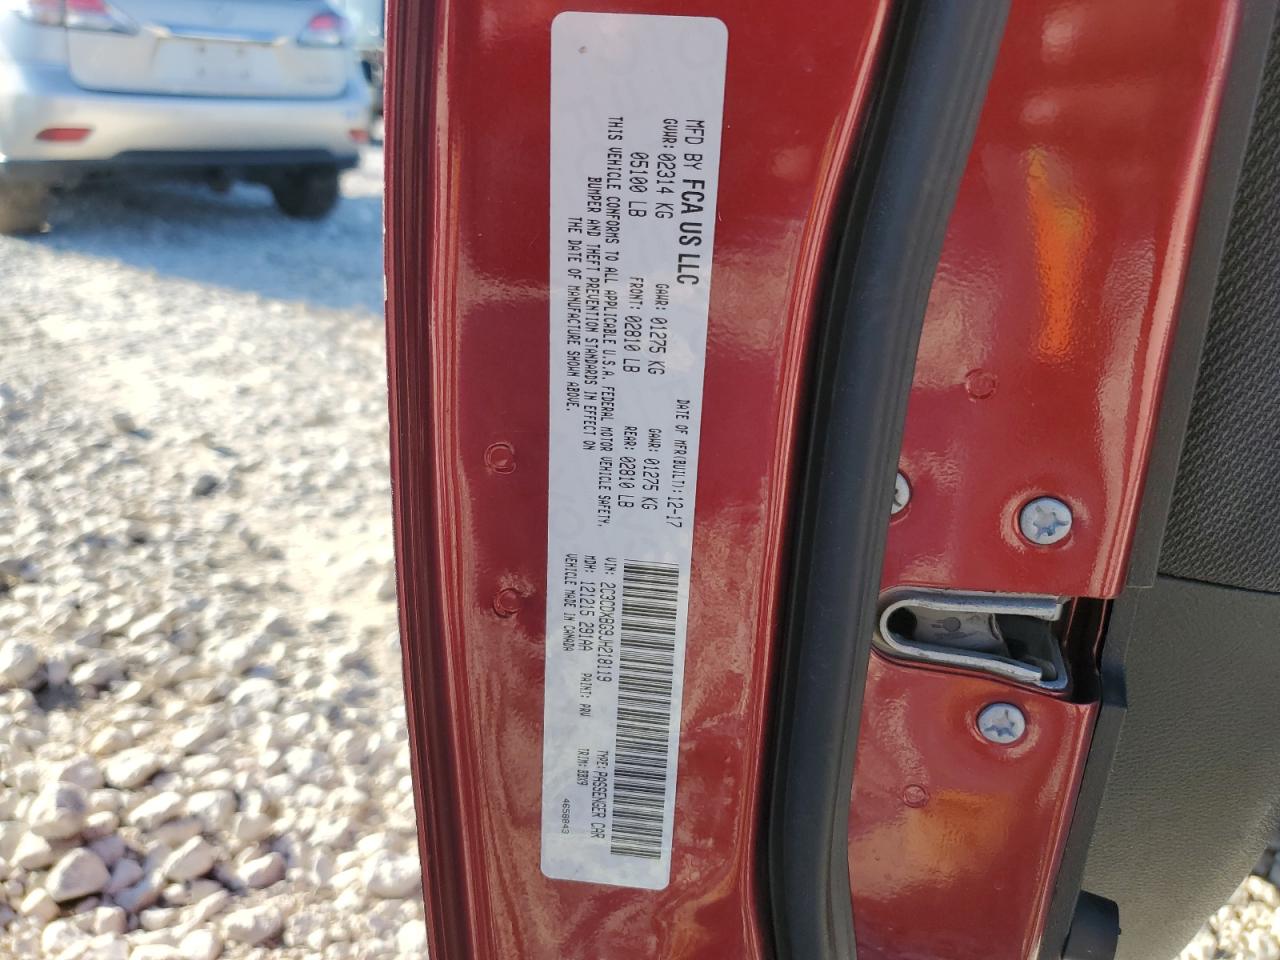 MFD BY FCA US LLC
DATE OF MFR(BUILT): 12-17
GVWR: 02314 KG
GAWR: 01275 KG
GAWR: 01275 KG
05100 LB
FRONT: 02810 LB
REAR: 02810 LB
THIS VEHICLE CONFORMS TO ALL APPLICABLE U.S.A. FEDERAL MOTOR VEHICLE SAFETY,
BUMPER AND THEFT PREVENTION STANDARDS IN EFFECT ON
THE DATE OF MANUFACTURE SHOWN ABOVE.
VIN: 2C3CDXBG9JH218119
TYPE: PASSENGER CAR
MDH: 121215 291AA
PAINT: PRV
TRIM: BBX9
VEHICLE MADE IN CANADA
4658843